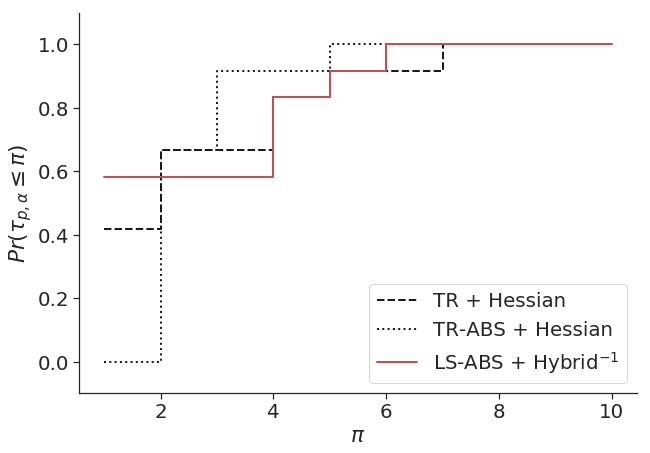 1.0
0.8
0.6
0.4
0.2
0.0
Pr(τ_{p,α} ≤ π)
TR + Hessian
TR-ABS + Hessian
LS-ABS + Hybrid⁻¹
2 4 6 8 10
π